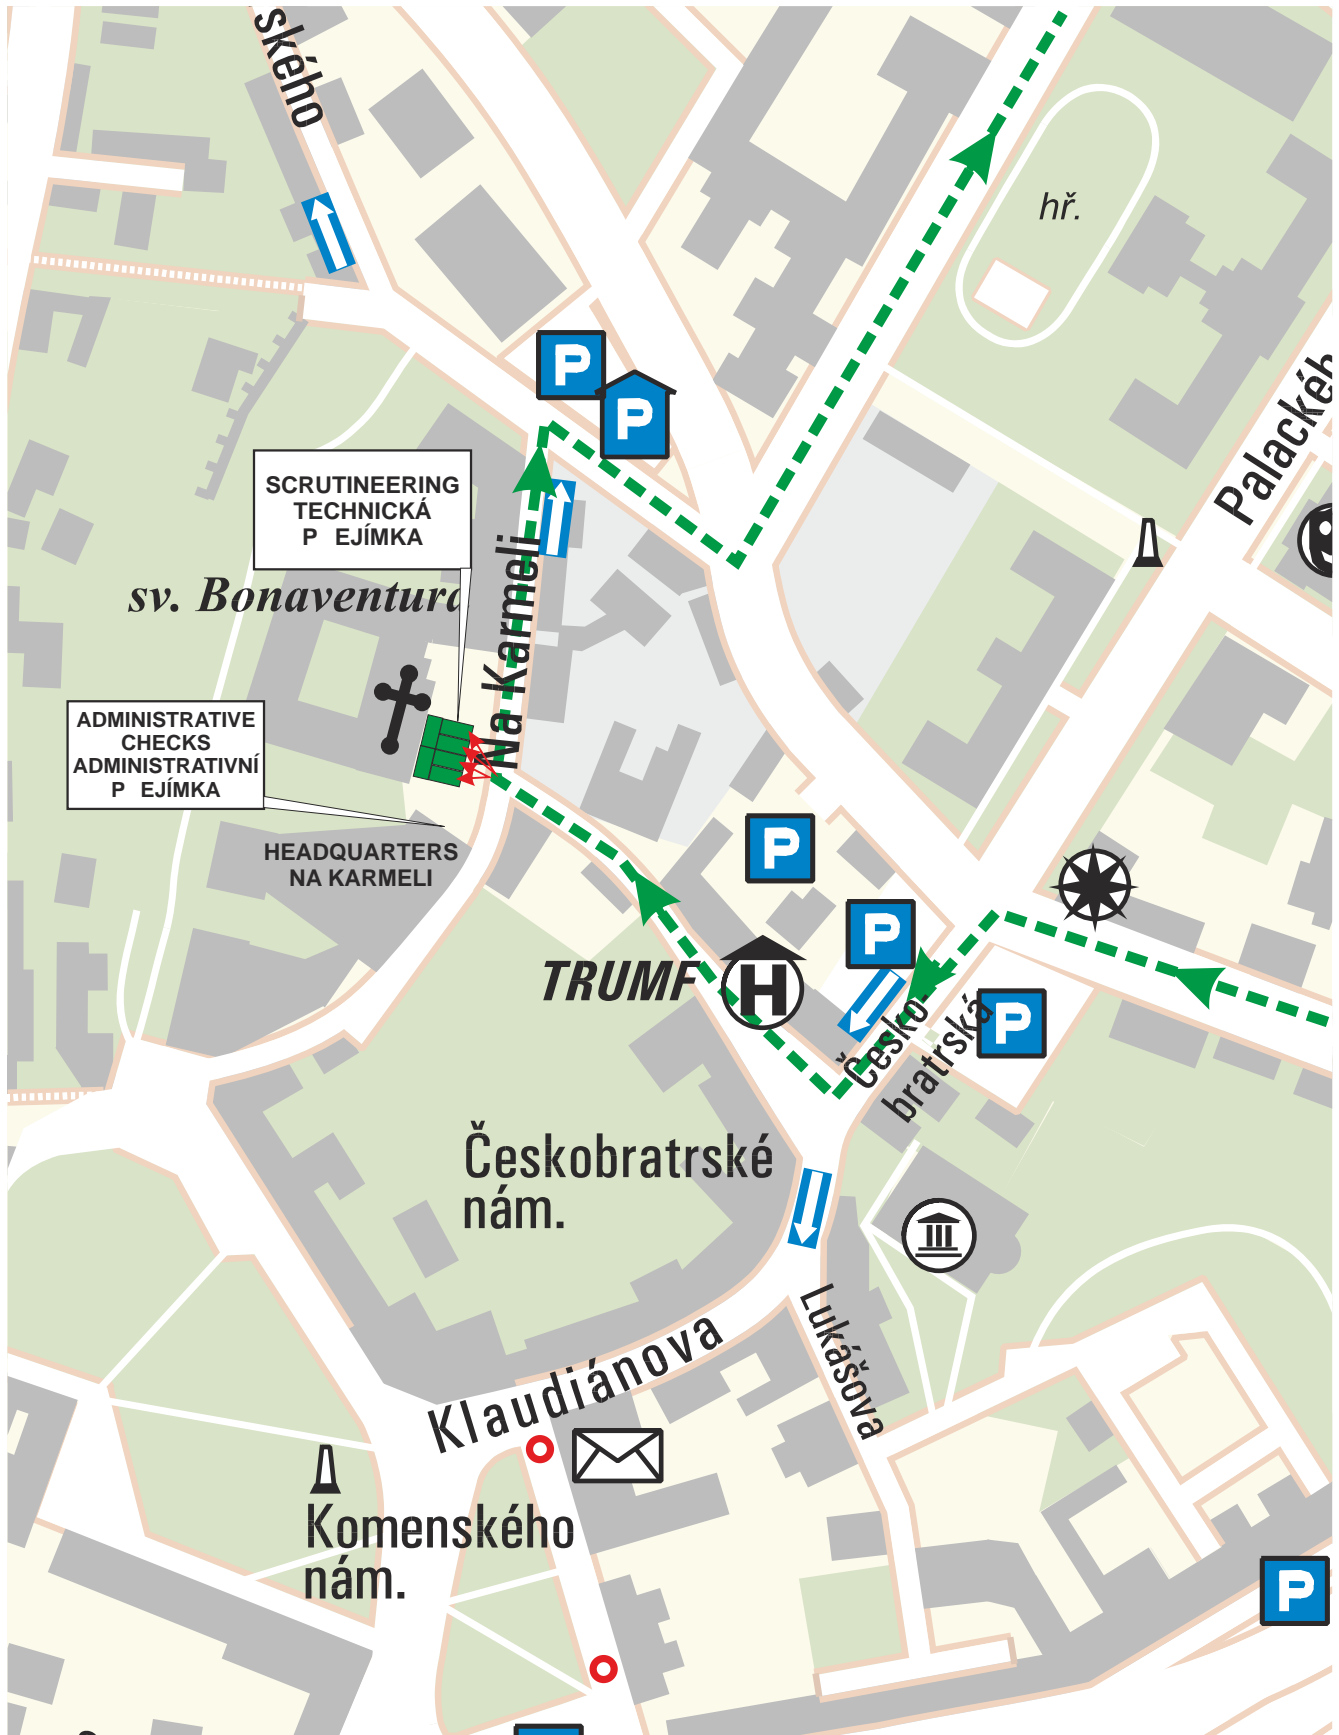 ského
hř.
P
P
Palackéh
SCRUTINEERING
TECHNICKÁ
P EJÍMKA
sv. Bonaventura
Na Karmeli
ADMINISTRATIVE
CHECKS
ADMINISTRATIVNÍ
P EJÍMKA
HEADQUARTERS
NA KARMELI
P
P
TRUMF
H
P
Česko-
bratrská
Českobratrské
nám.
Lukášova
Klaudiánova
Komenského
nám.
P